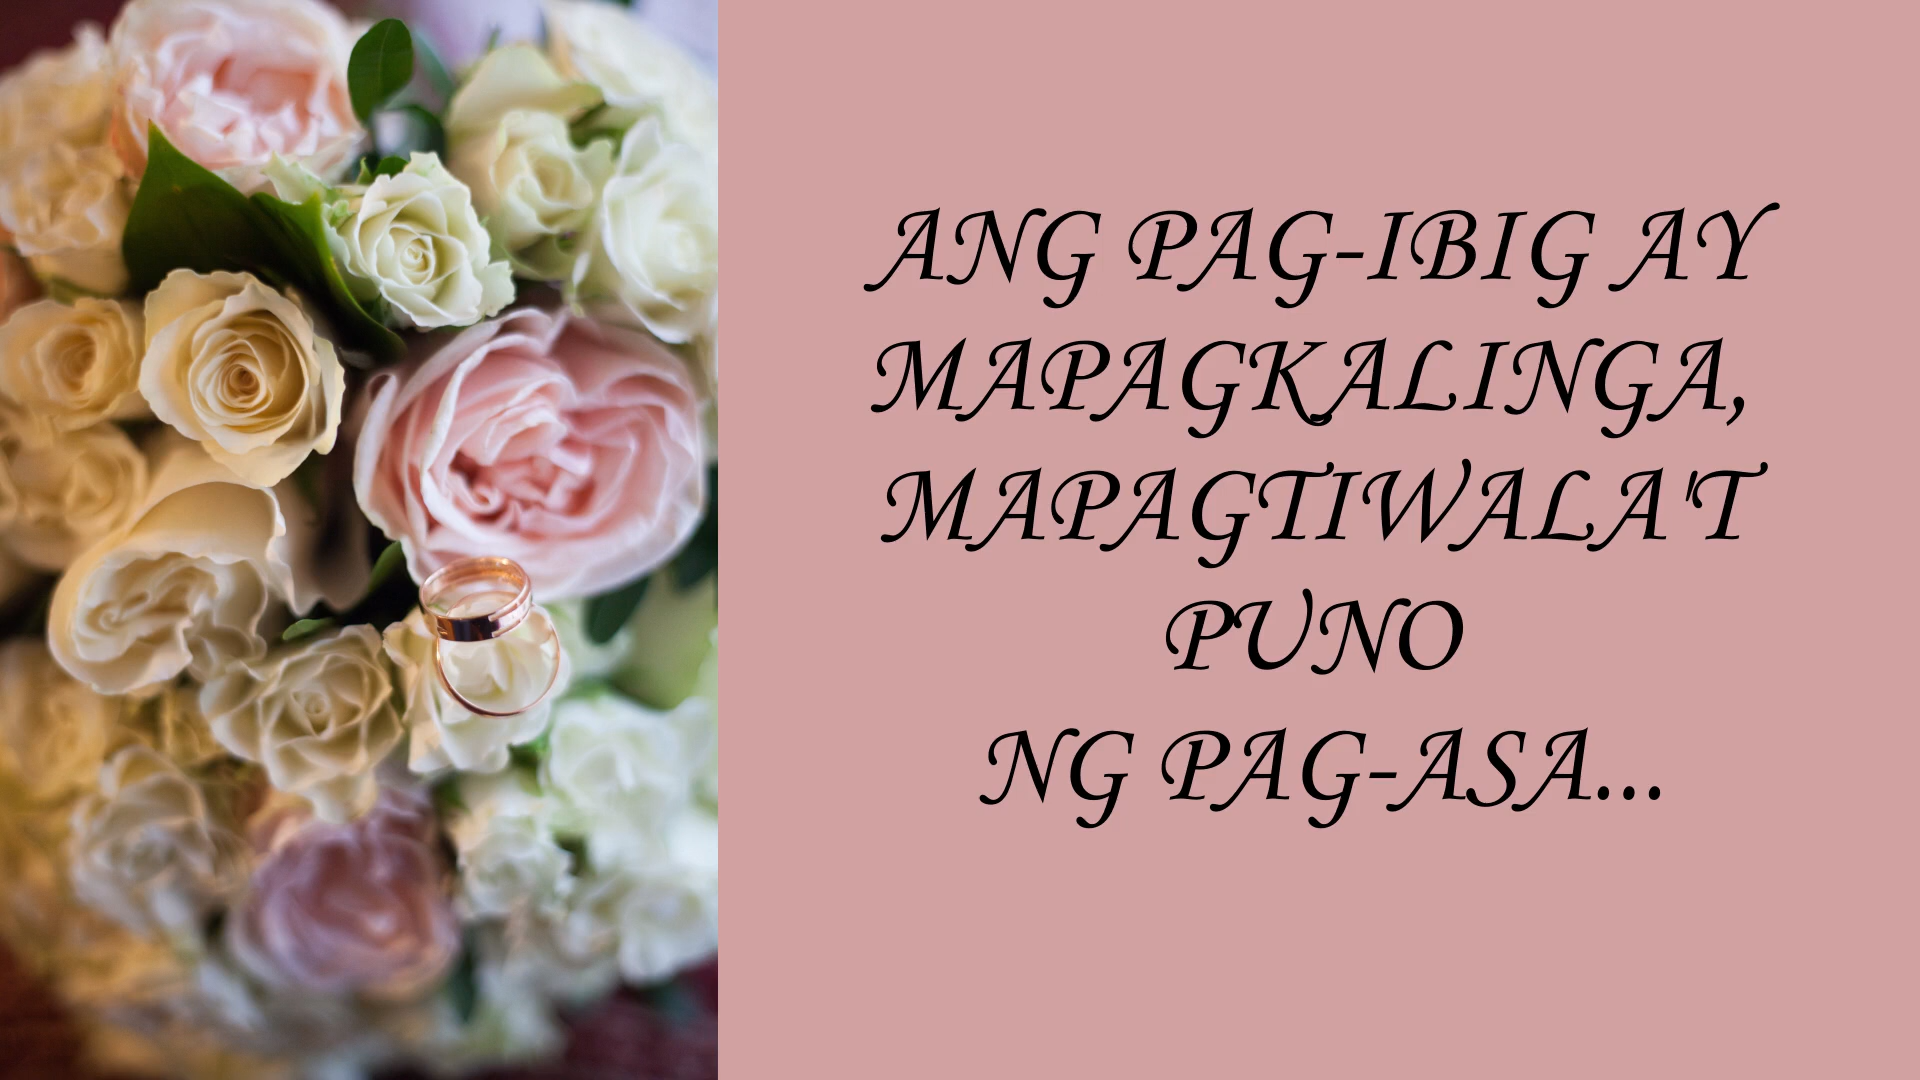 ANG PAG-IBIG AY
MAPAGKALINGA,
MAPAGTIWALA'T
PUNO
NG PAG-ASA...